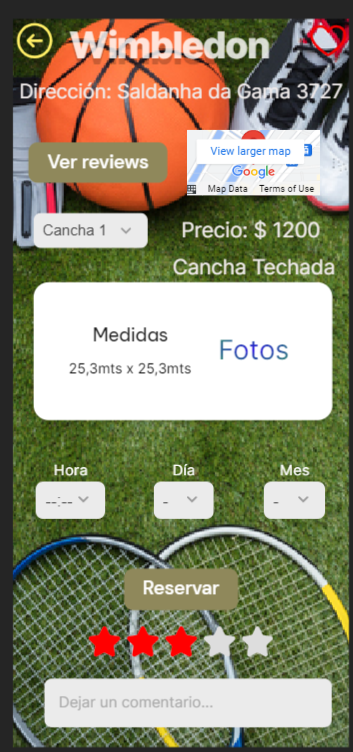 Wimbledon
Dirección: Saldanha da Gama 3727
Ver reviews
View larger map
Google
Map Data Terms of Use
Cancha 1
Precio: $ 1200
Cancha Techada
Medidas
25,3mts x 25,3mts
Fotos
Hora Día Mes
--:-- - -
Reservar
Dejar un comentario...